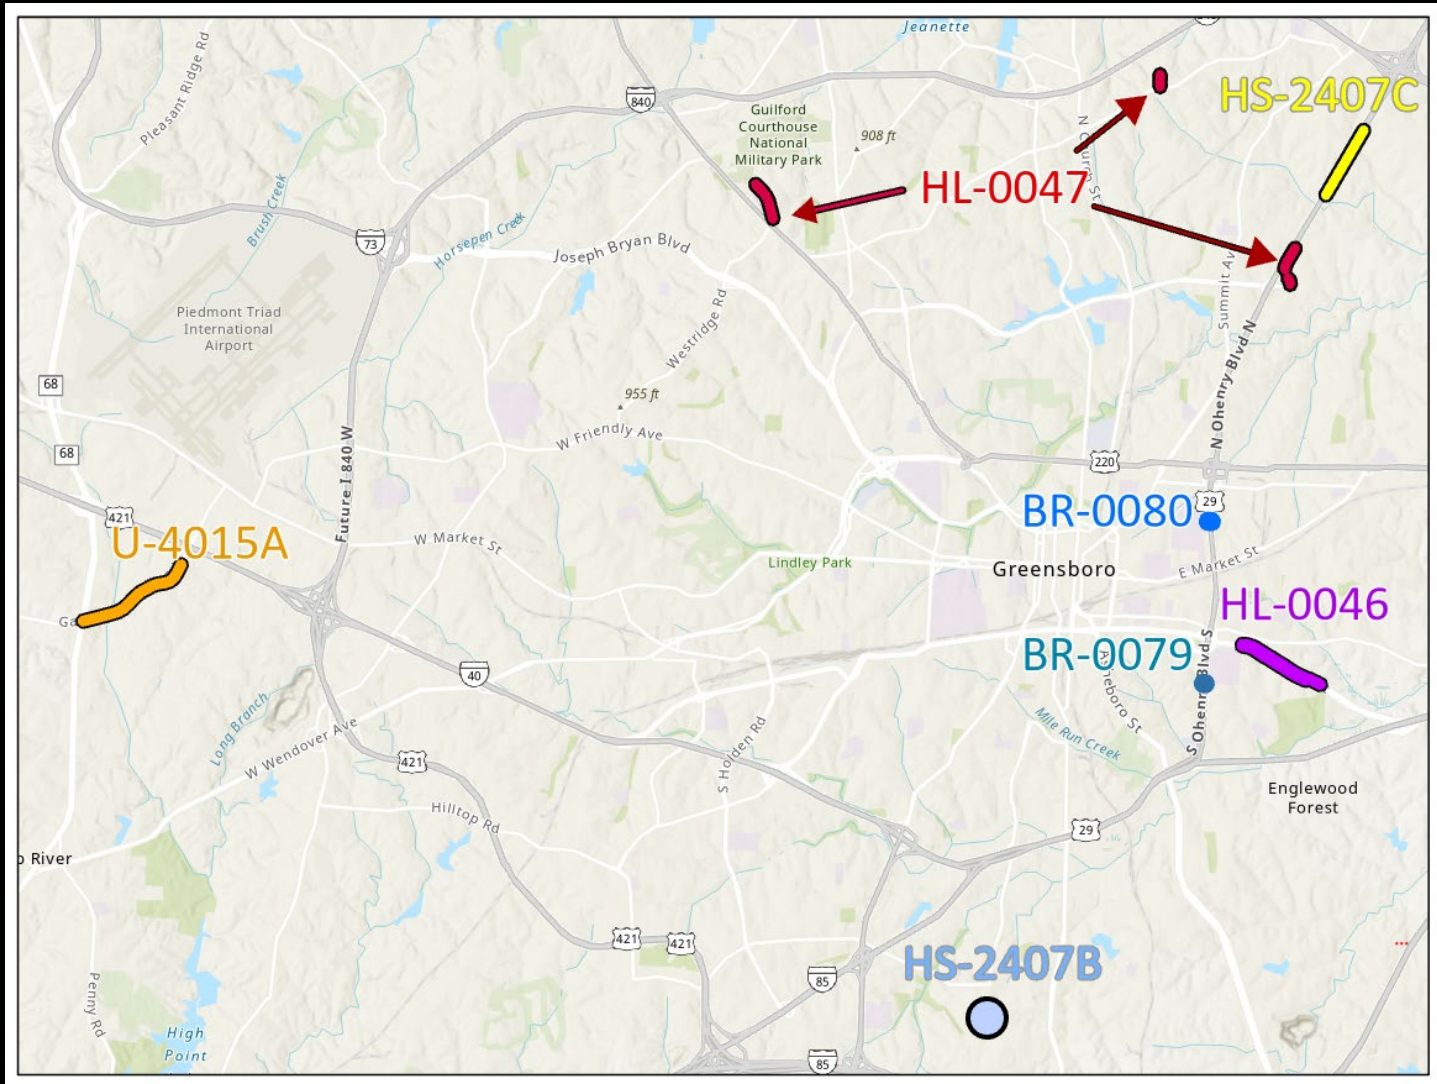 Jeanette
Pleasant Ridge Rd
840
HS-2407C
Guilford
Courthouse
National
Military Park
908 ft
N Church St
HL-0047
Brush Creek
73
Horsepen Creek
Joseph Bryan Blvd
Summit Av
Piedmont Triad
International
Airport
Westridge Rd
N Ohenry Blvd N
68
955 ft
W Friendly Ave
68
Future I 840 W
220
421
29
BR-0080
U-4015A
W Market St
Lindley Park
Greensboro
E Market St
HL-0046
Ga
BR-0079
S Ohenry Blvd S
40
Asheboro St
Long Branch
Mile Run Creek
W Wendover Ave
S Holden Rd
421
Englewood
Forest
Hilltop Rd
29
o River
421
421
HS-2407B
85
Penny Rd
High
Point
85